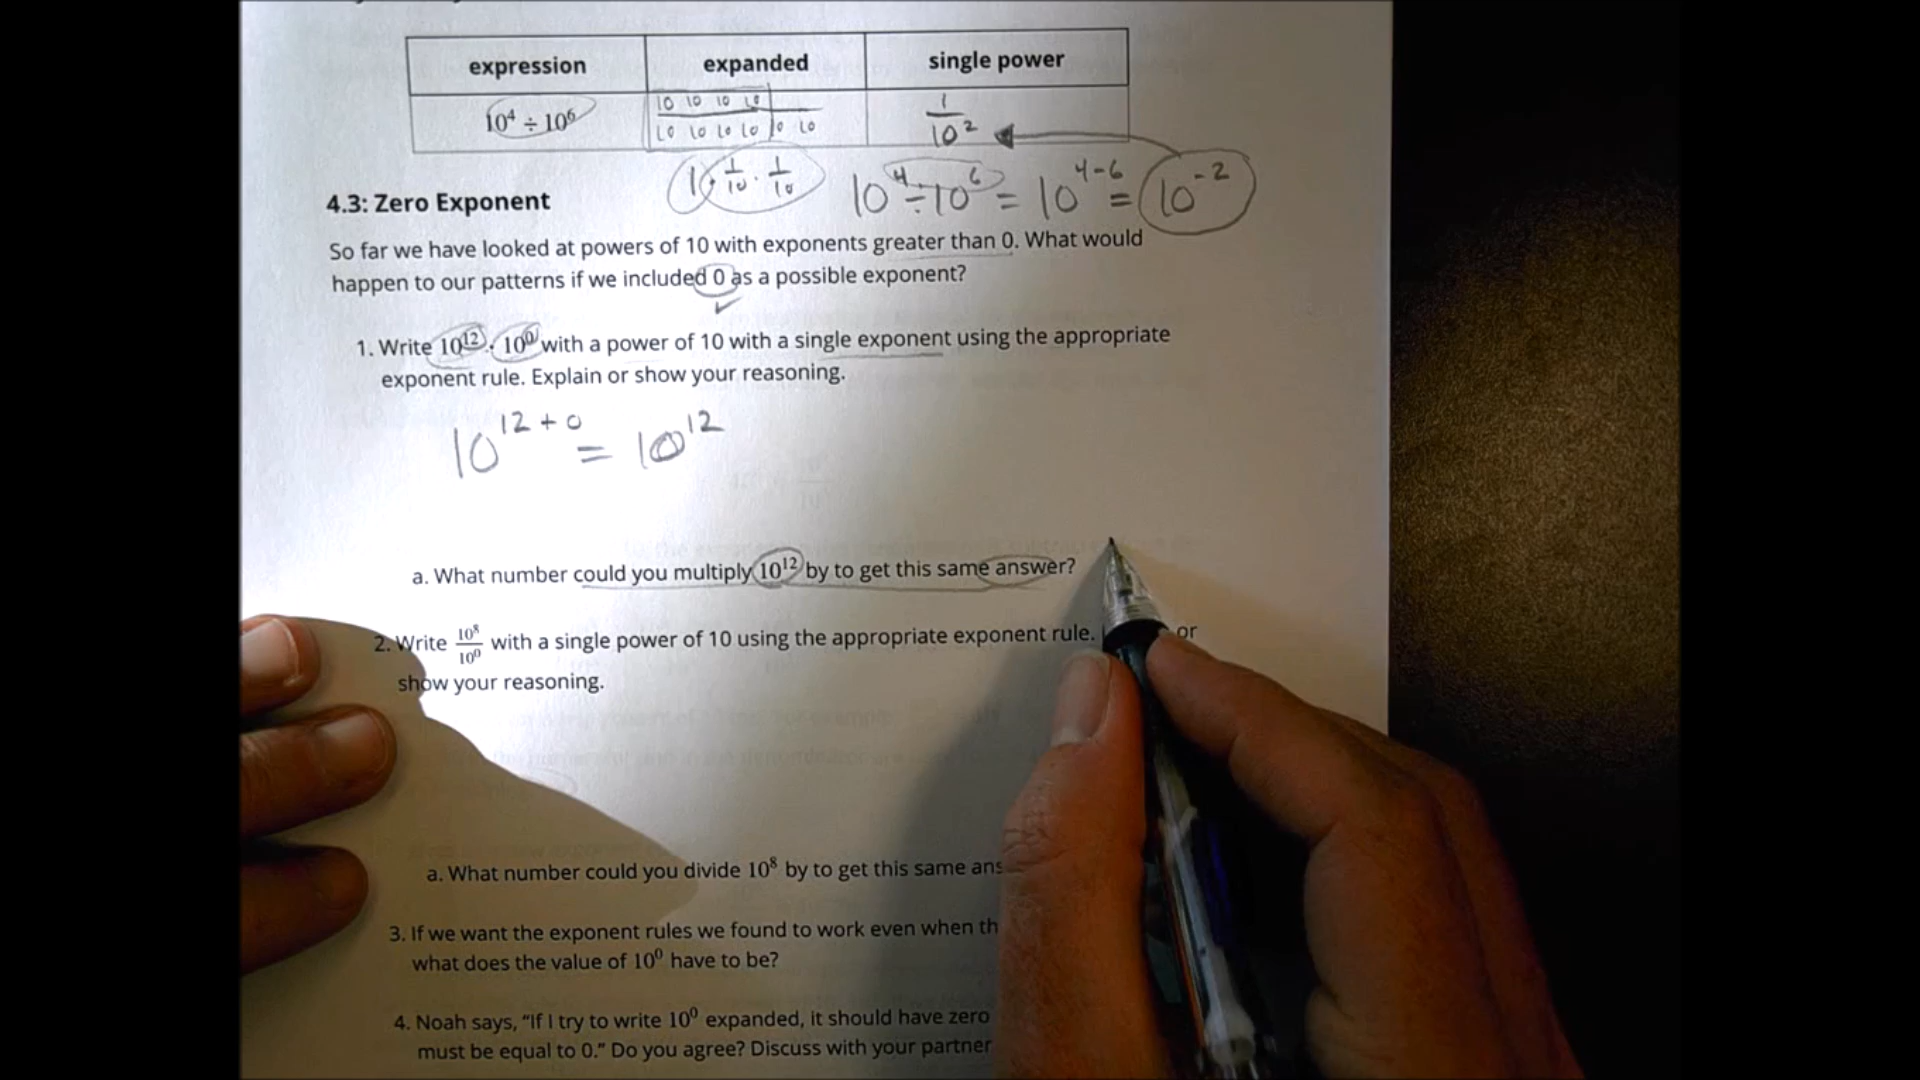 expression expanded single power
10⁴ ÷ 10⁶
10 10 10 10
10 10 10 10 10 10
1
10²
1 · 1/10 · 1/10
10⁴ ÷ 10⁶ = 10⁴⁻⁶ = 10⁻²
4.3: Zero Exponent
So far we have looked at powers of 10 with exponents greater than 0. What would
happen to our patterns if we included 0 as a possible exponent?
1. Write 10¹² · 10⁰ with a power of 10 with a single exponent using the appropriate
exponent rule. Explain or show your reasoning.
10¹²⁺⁰ = 10¹²
a. What number could you multiply 10¹² by to get this same answer?
2. Write 10⁸/10⁰ with a single power of 10 using the appropriate exponent rule. or
show your reasoning.
a. What number could you divide 10⁸ by to get this same ans
3. If we want the exponent rules we found to work even when th
what does the value of 10⁰ have to be?
4. Noah says, “If I try to write 10⁰ expanded, it should have zero
must be equal to 0.” Do you agree? Discuss with your partner